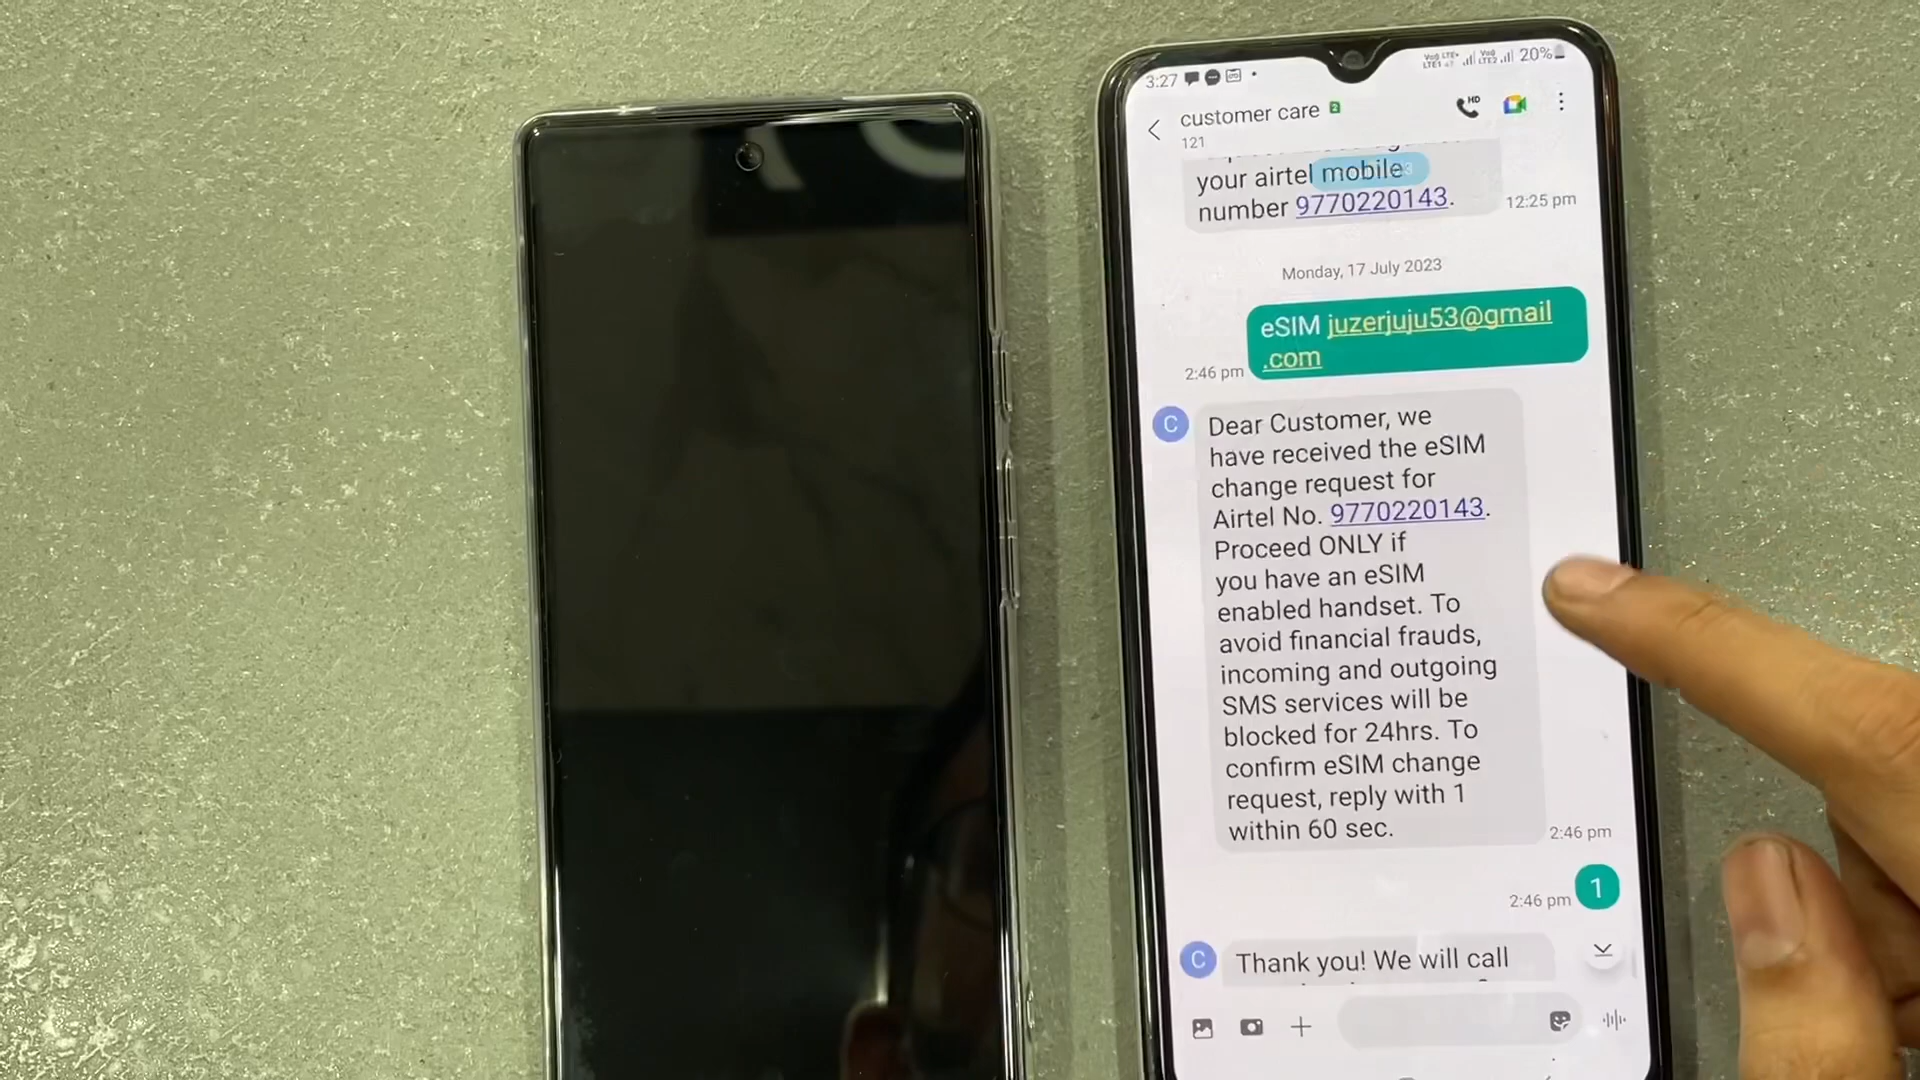 3:27
VoLTE+ LTE1 LTE2 20%
customer care 2
121
your airtel mobile
number 9770220143.
12:25 pm
Monday, 17 July 2023
eSIM juzerjuju53@gmail
.com
2:46 pm
C
Dear Customer, we
have received the eSIM
change request for
Airtel No. 9770220143.
Proceed ONLY if
you have an eSIM
enabled handset. To
avoid financial frauds,
incoming and outgoing
SMS services will be
blocked for 24hrs. To
confirm eSIM change
request, reply with 1
within 60 sec.
2:46 pm
1
2:46 pm
C
Thank you! We will call